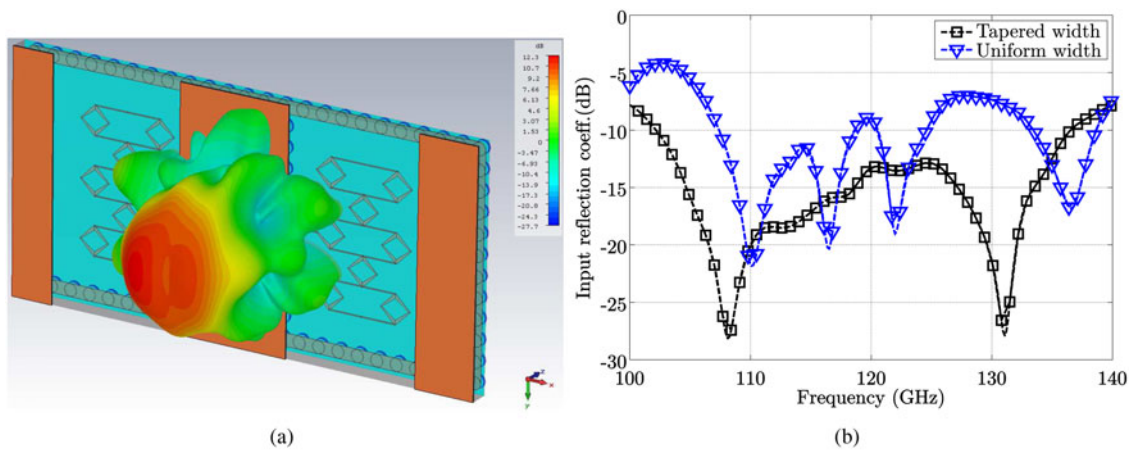 dB
12.3
10.7
9.2
7.66
6.13
4.6
3.07
1.53
0
-3.47
-6.93
-10.4
-13.9
-17.3
-20.8
-24.3
-27.7
x
y
z
(a)
0
-5
-10
-15
-20
-25
-30
Input reflection coeff.(dB)
Tapered width
Uniform width
100
110
120
130
140
Frequency (GHz)
(b)